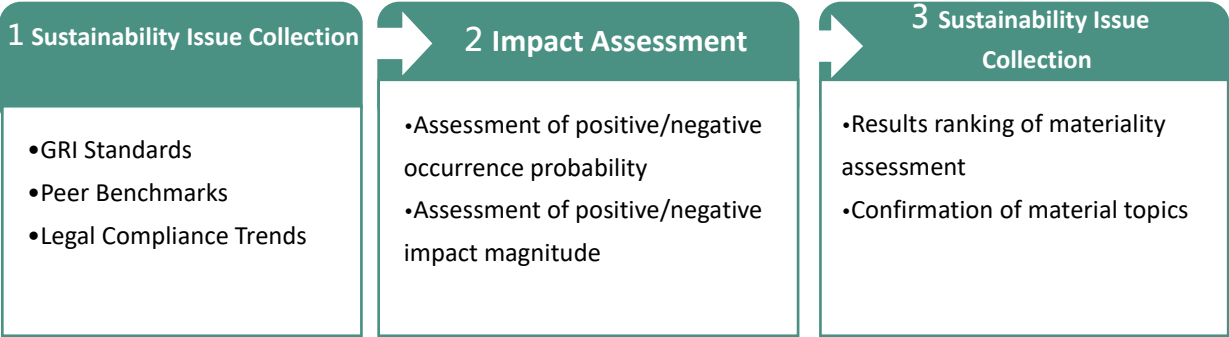 1 Sustainability Issue Collection
•GRI Standards
•Peer Benchmarks
•Legal Compliance Trends
2 Impact Assessment
•Assessment of positive/negative
occurrence probability
•Assessment of positive/negative
impact magnitude
3 Sustainability Issue
Collection
•Results ranking of materiality
assessment
•Confirmation of material topics